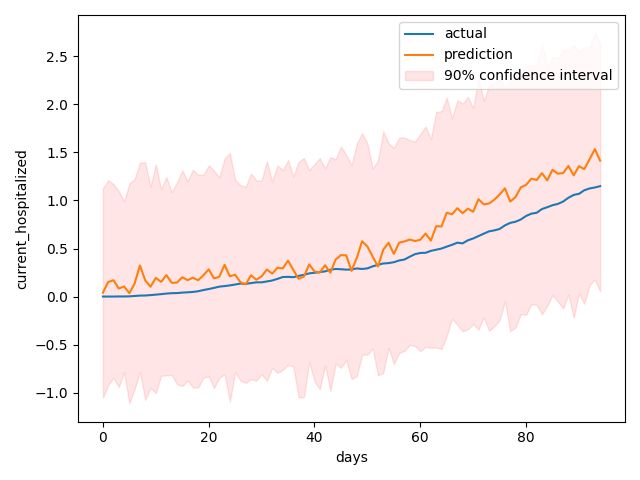 actual
prediction
90% confidence interval
2.5
2.0
1.5
1.0
0.5
0.0
−0.5
−1.0
current_hospitalized
0 20 40 60 80
days